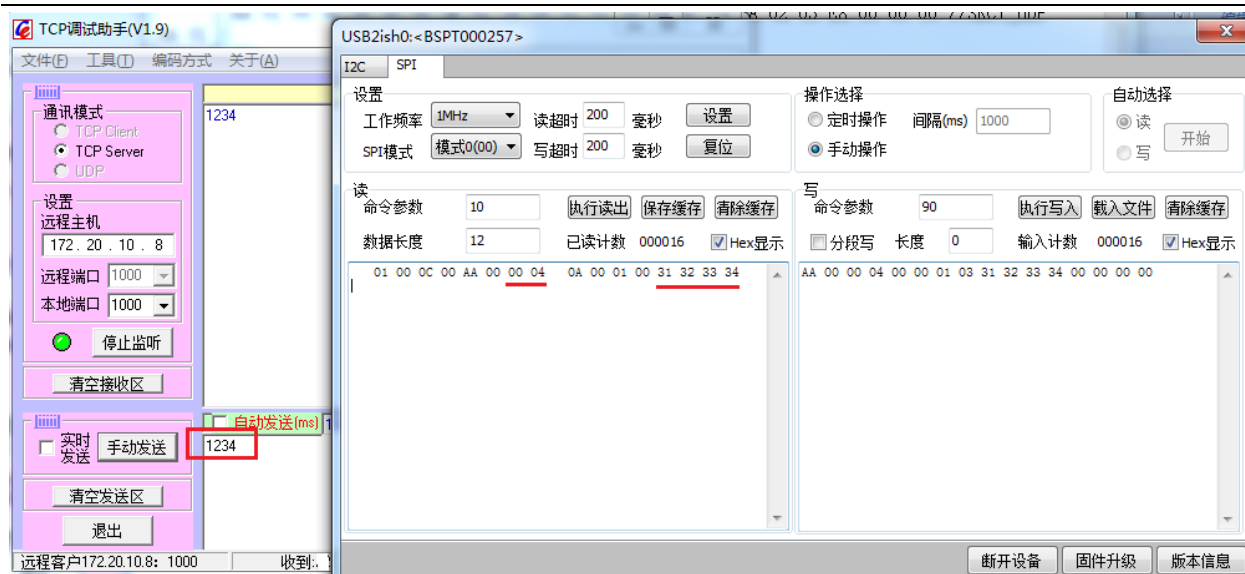 TCP调试助手(V1.9)
文件(F) 工具(T) 编码方式 关于(A)
通讯模式
TCP Client
TCP Server
UDP
设置
远程主机
172. 20 . 10 . 8
远程端口 1000
本地端口 1000
停止监听
清空接收区
1234
自动发送(ms) 1
实时发送
手动发送
1234
清空发送区
退出
远程客户172.20.10.8: 1000
收到:.
USB2ish0:<BSPT000257>
I2C SPI
设置
工作频率 1MHz 读超时 200 毫秒 设置
SPI模式 模式0(00) 写超时 200 毫秒 复位
操作选择
定时操作 间隔(ms) 1000
手动操作
自动选择
读
写
开始
读
命令参数 10 执行读出 保存缓存 清除缓存
数据长度 12 已读计数 000016 Hex显示
01 00 0C 00 AA 00 00 04 0A 00 01 00 31 32 33 34
写
命令参数 90 执行写入 载入文件 清除缓存
分段写 长度 0 输入计数 000016 Hex显示
AA 00 00 04 00 00 01 03 31 32 33 34 00 00 00 00
断开设备 固件升级 版本信息